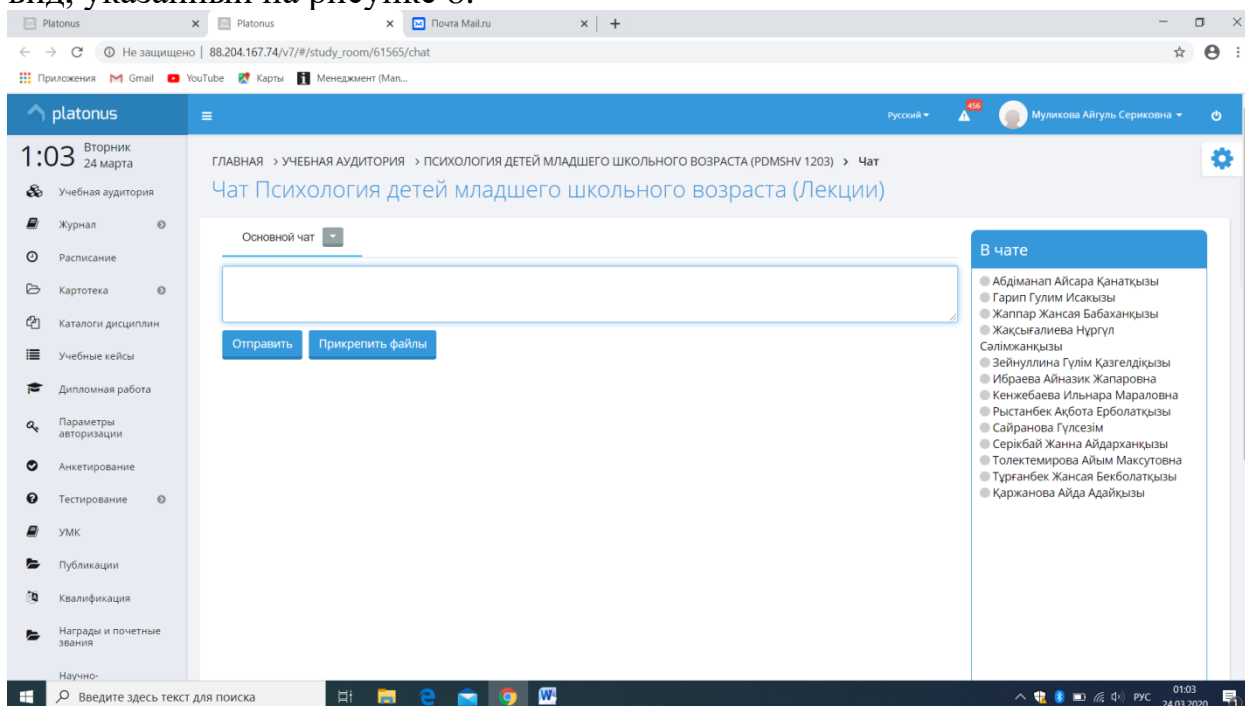 вид, указанный на рисунке 8.
Platonus
Platonus
Почта Mail.ru
Не защищено | 88.204.167.74/v7/#/study_room/61565/chat
Приложения Gmail YouTube Карты Менеджмент (Man...
platonus
Русский
456
Муликова Айгуль Сериковна
1:03 Вторник
24 марта
ГЛАВНАЯ > УЧЕБНАЯ АУДИТОРИЯ > ПСИХОЛОГИЯ ДЕТЕЙ МЛАДШЕГО ШКОЛЬНОГО ВОЗРАСТА (PDMSHV 1203) > Чат
Чат Психология детей младшего школьного возраста (Лекции)
Учебная аудитория
Журнал
Расписание
Картотека
Каталоги дисциплин
Учебные кейсы
Дипломная работа
Параметры
авторизации
Анкетирование
Тестирование
УМК
Публикации
Квалификация
Награды и почетные
звания
Научно-
Основной чат
Отправить
Прикрепить файлы
В чате
Абдіманап Айсара Қанатқызы
Гарип Гулим Исакызы
Жаппар Жансая Бабаханқызы
Жақсығалиева Нұргүл
Сәлімжанқызы
Зейнуллина Гүлім Қазгелдіқызы
Ибраева Айназик Жапаровна
Кенжебаева Ильнара Мараловна
Рыстанбек Ақбота Ерболатқызы
Сайранова Гүлсезім
Серікбай Жанна Айдарханқызы
Толектемирова Айым Максутовна
Тұрғанбек Жансая Бекболатқызы
Қаржанова Айда Адайқызы
Введите здесь текст для поиска
РУС
01:03
24.03.2020